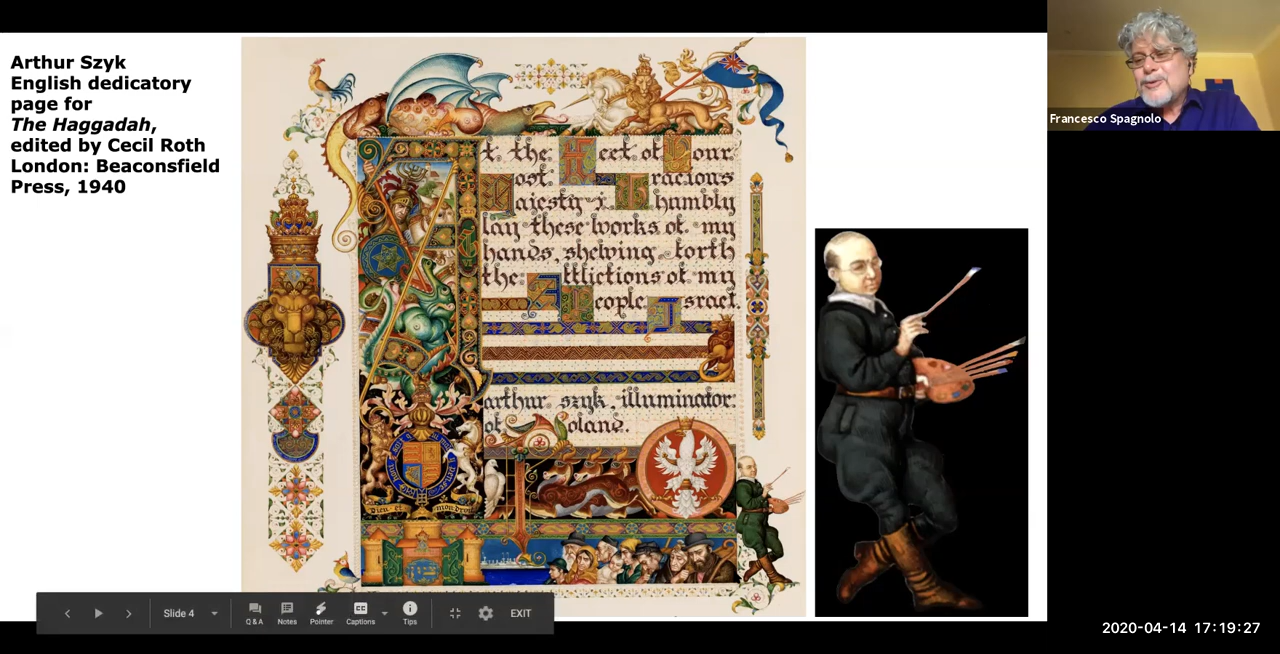 Arthur Szyk
English dedicatory
page for
The Haggadah,
edited by Cecil Roth
London: Beaconsfield
Press, 1940
At the Feet of Your
Most Gracious
Majesty I humbly
lay these works of my
hands, shewing forth
the Afflictions of my
People Israel.
arthur szyk, illuminator
of Poland.
Dieu et mon droit
Francesco Spagnolo
Slide 4
Q & A
Notes
Pointer
Captions
Tips
EXIT
2020-04-14 17:19:27